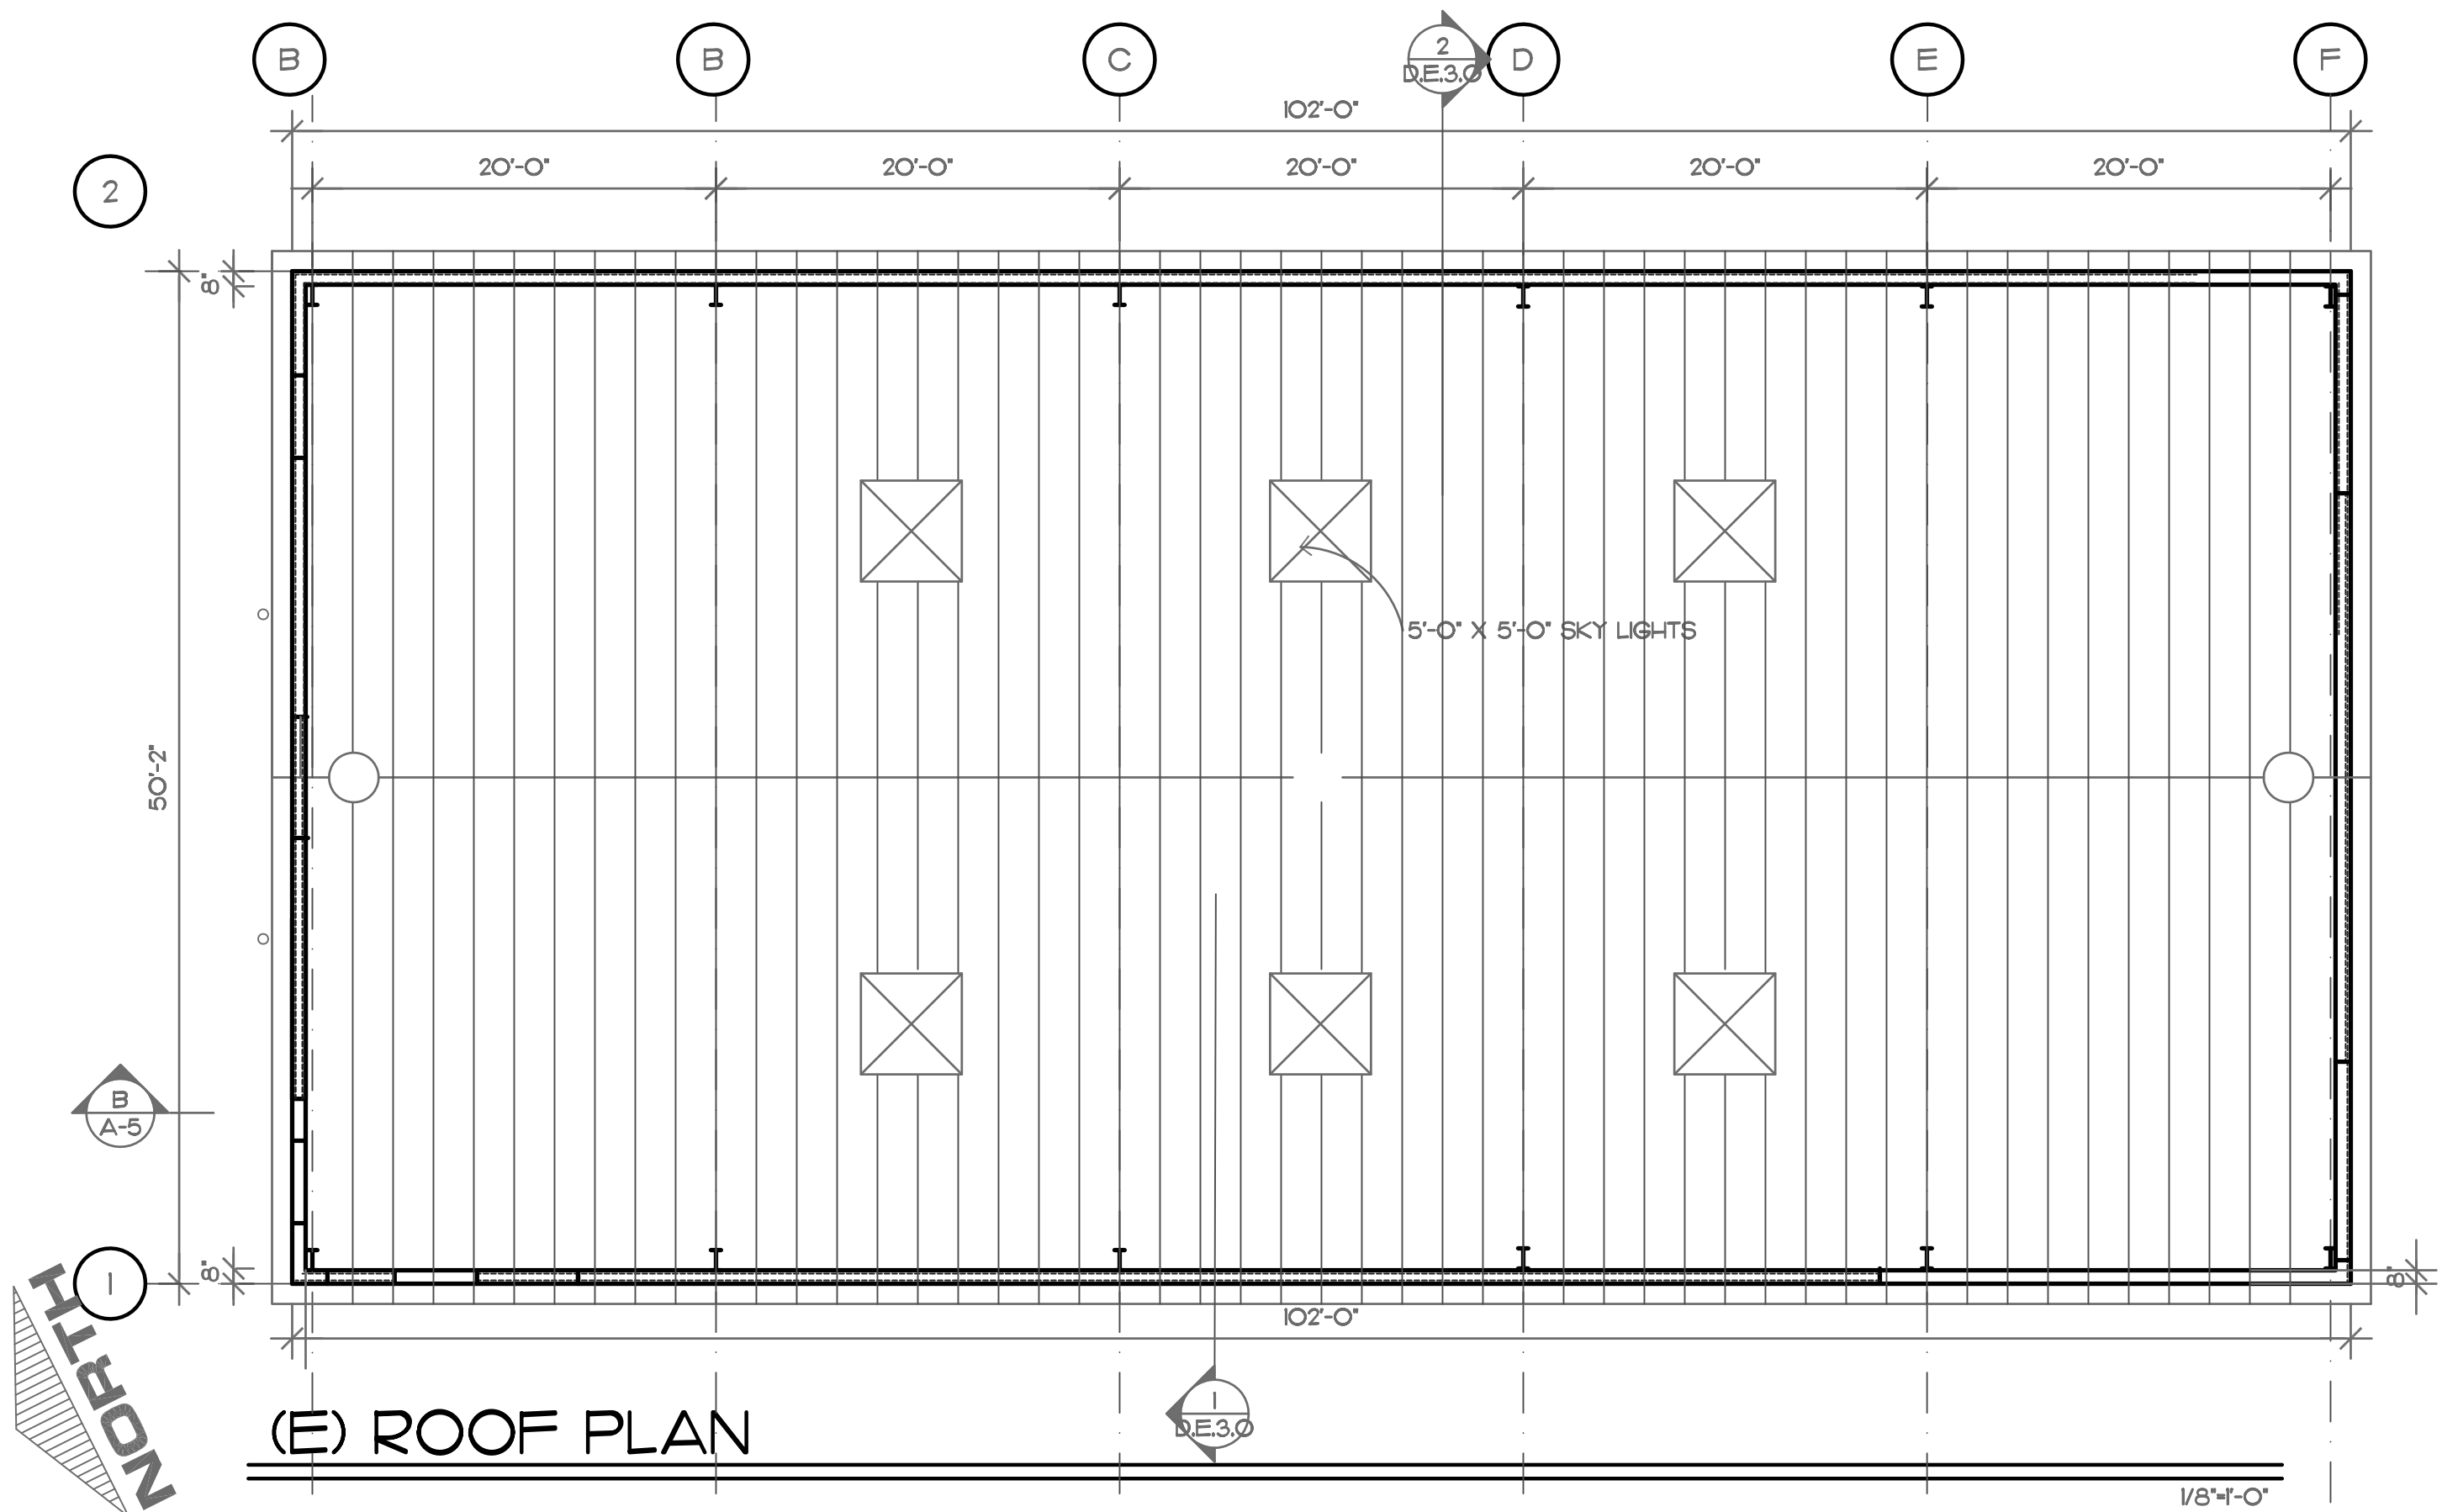 B
B
C
2
D.E.3.0
D
E
F
102'-0"
2
20'-0"
20'-0"
20'-0"
20'-0"
20'-0"
8"
5'-0" X 5'-0" SKY LIGHTS
50'-2"
B
A-5
8"
8"
1
102'-0"
NORTH
1
D.E.3.0
(E) ROOF PLAN
1/8"=1'-0"